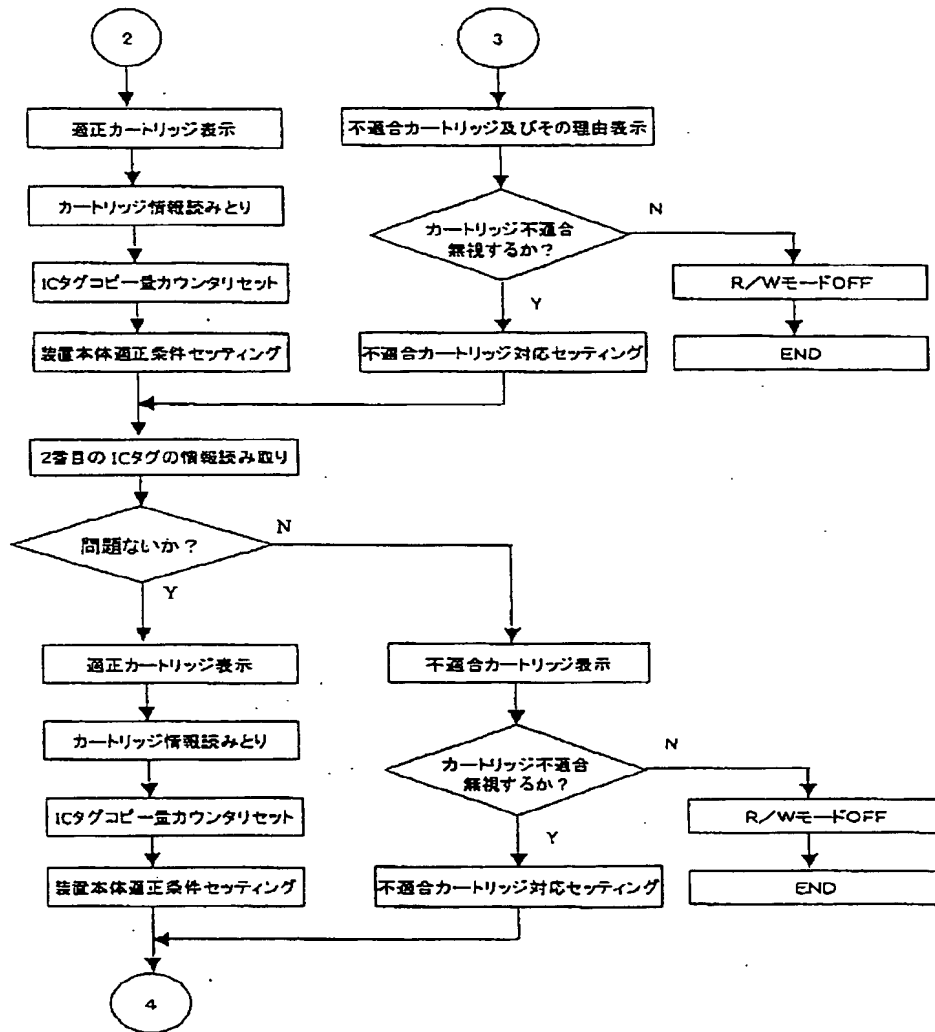 2
3
適正カートリッジ表示
不適合カートリッジ及びその理由表示
カートリッジ情報読みとり
カートリッジ不適合
無視するか？
N
Y
ICタグコピー量カウンタリセット
R／WモードOFF
装置本体適正条件セッティング
不適合カートリッジ対応セッティング
END
2番目のICタグの情報読み取り
問題ないか？
N
Y
適正カートリッジ表示
不適合カートリッジ表示
カートリッジ情報読みとり
カートリッジ不適合
無視するか？
N
Y
ICタグコピー量カウンタリセット
R／WモードOFF
装置本体適正条件セッティング
不適合カートリッジ対応セッティング
END
4